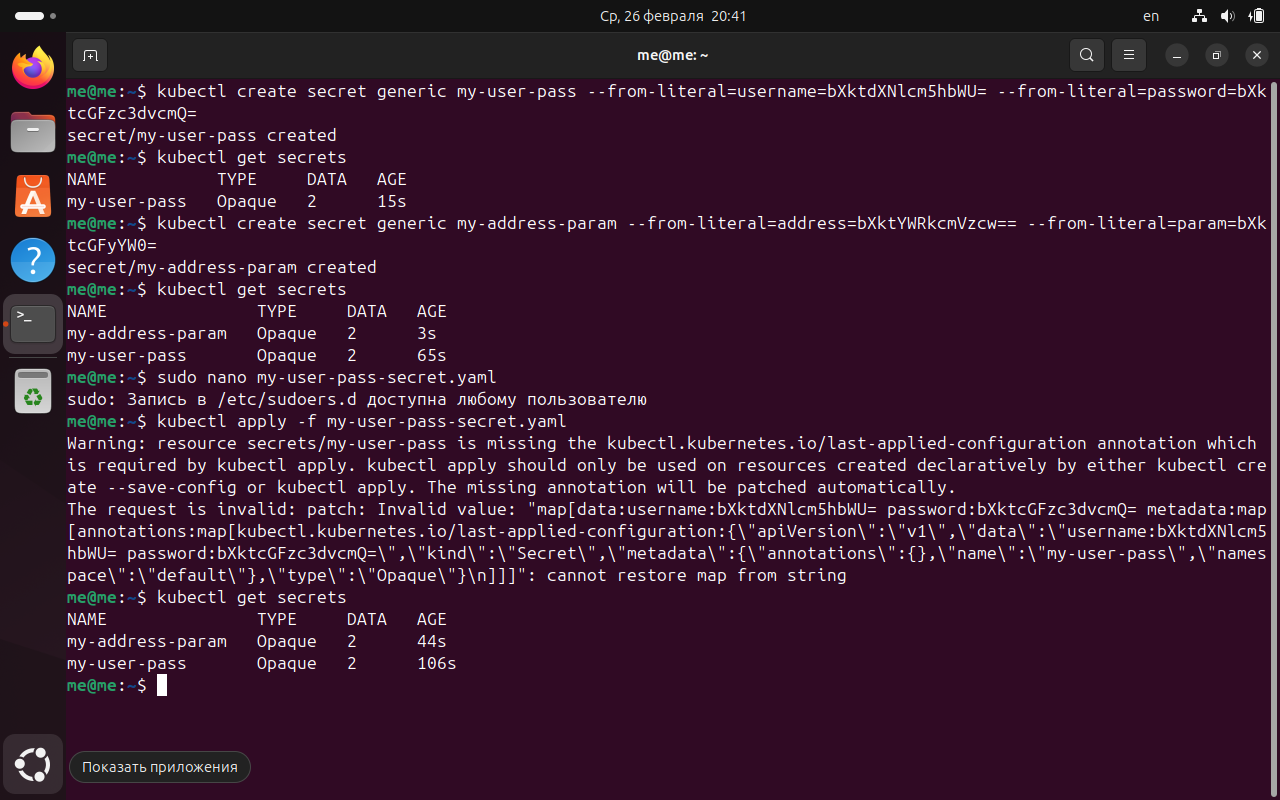 Ср, 26 февраля 20:41
en
me@me: ~
me@me:~$ kubectl create secret generic my-user-pass --from-literal=username=bXktdXNlcm5hbWU= --from-literal=password=bXk
tcGFzc3dvcmQ=
secret/my-user-pass created
me@me:~$ kubectl get secrets
NAME TYPE DATA AGE
my-user-pass Opaque 2 15s
me@me:~$ kubectl create secret generic my-address-param --from-literal=address=bXktYWRkcmVzcw== --from-literal=param=bXk
tcGFyYW0=
secret/my-address-param created
me@me:~$ kubectl get secrets
NAME TYPE DATA AGE
my-address-param Opaque 2 3s
my-user-pass Opaque 2 65s
me@me:~$ sudo nano my-user-pass-secret.yaml
sudo: Запись в /etc/sudoers.d доступна любому пользователю
me@me:~$ kubectl apply -f my-user-pass-secret.yaml
Warning: resource secrets/my-user-pass is missing the kubectl.kubernetes.io/last-applied-configuration annotation which
is required by kubectl apply. kubectl apply should only be used on resources created declaratively by either kubectl cre
ate --save-config or kubectl apply. The missing annotation will be patched automatically.
The request is invalid: patch: Invalid value: "map[data:username:bXktdXNlcm5hbWU= password:bXktcGFzc3dvcmQ= metadata:map
[annotations:map[kubectl.kubernetes.io/last-applied-configuration:{\"apiVersion\":\"v1\",\"data\":\"username:bXktdXNlcm5
hbWU= password:bXktcGFzc3dvcmQ=\",\"kind\":\"Secret\",\"metadata\":{\"annotations\":{},\"name\":\"my-user-pass\",\"names
pace\":\"default\"},\"type\":\"Opaque\"}\n]]]": cannot restore map from string
me@me:~$ kubectl get secrets
NAME TYPE DATA AGE
my-address-param Opaque 2 44s
my-user-pass Opaque 2 106s
me@me:~$
Показать приложения